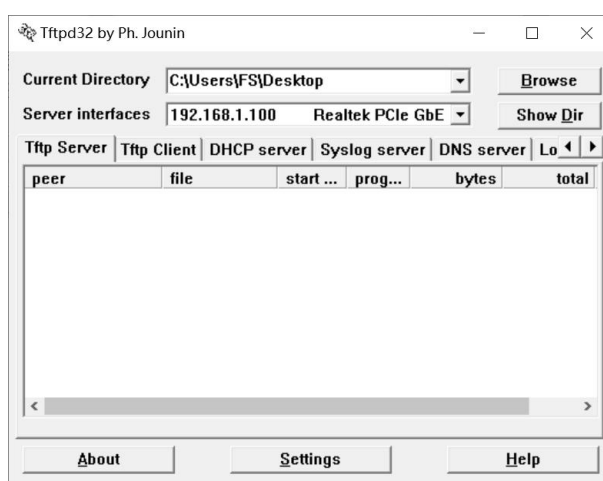 Tftpd32 by Ph. Jounin
Current Directory C:\Users\FS\Desktop Browse
Server interfaces 192.168.1.100 Realtek PCIe GbE Show Dir
Tftp Server Tftp Client DHCP server Syslog server DNS server Lo
peer file start ... prog... bytes total
About Settings Help